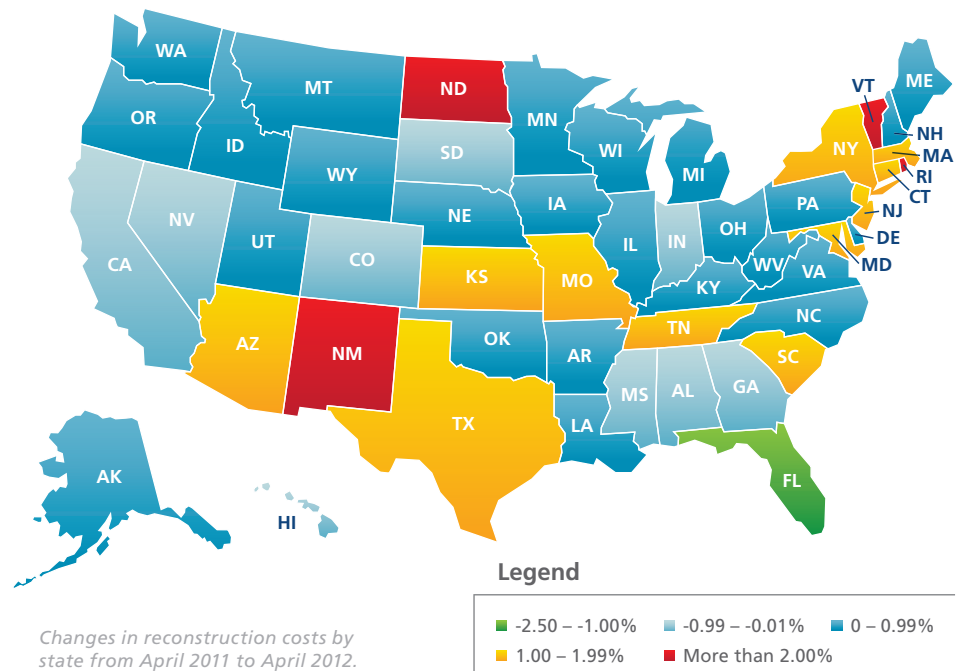 WA
MT
ND
MN
VT
ME
OR
ID
SD
WI
MI
NY
NH
MA
RI
CT
WY
NE
IA
PA
NJ
NV
UT
CO
IL
IN
OH
DE
MD
CA
KS
MO
WV
VA
KY
AZ
NM
OK
AR
TN
NC
SC
TX
MS
AL
GA
LA
AK
FL
HI
Legend
-2.50 – -1.00%
-0.99 – -0.01%
0 – 0.99%
1.00 – 1.99%
More than 2.00%
Changes in reconstruction costs by
state from April 2011 to April 2012.